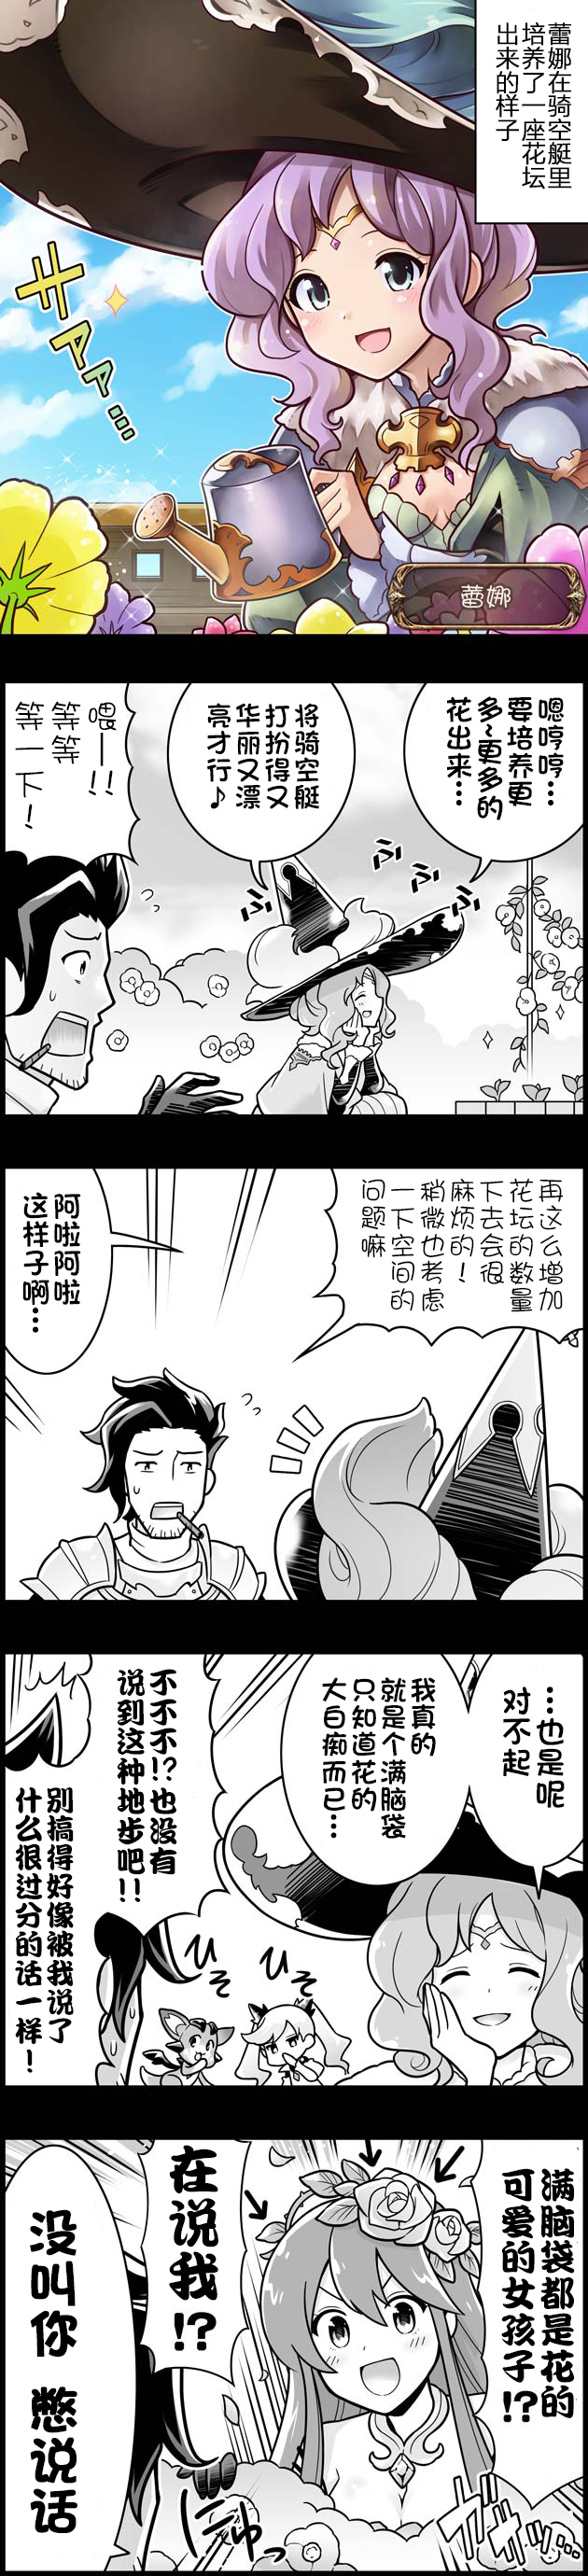 蕾娜在骑空艇里
培养了一座花坛
出来的样子
サアァァ…
蕾娜
嗯哼哼…
要培养更
多~更多的
花出来…
将骑空艇
打扮得又
华丽又漂
亮才行♪
喂—!!
等等
等一下!
ふふふ
再这么增加
花坛的数量
下去会很
麻烦的!
稍微也考虑
一下空间的
问题嘛
阿啦阿啦
这样子啊…
…也是呢
对不起
我真的
就是个满脑袋
只知道花的
大白痴而已…
不不不!?也没有
说到这种地步吧!!
别搞得好像被我说了
什么很过分的话一样!
ひそ
ひそ
满脑袋都是花的
可爱的女孩子!?
在说我!?
没叫你 憋说话
ガサッ…
にゅっ